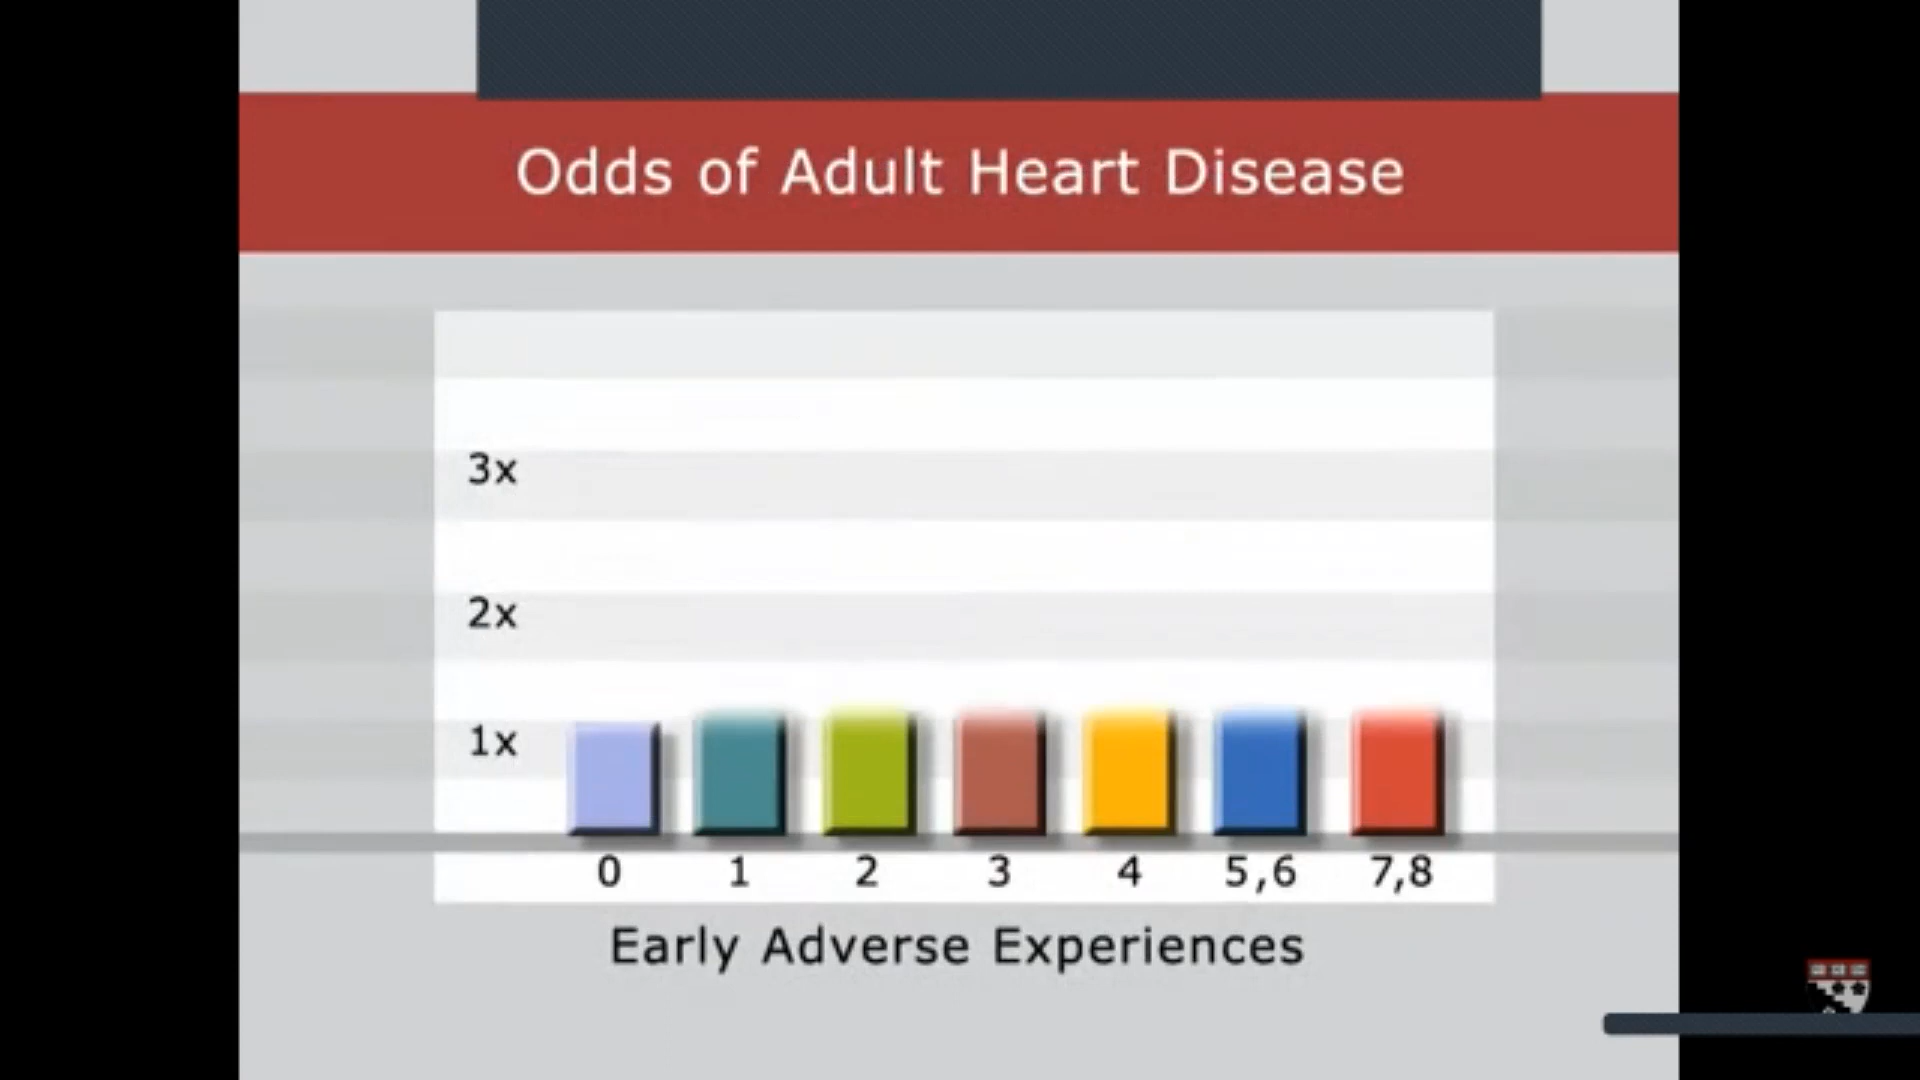 Odds of Adult Heart Disease
3x
2x
1x
0 1 2 3 4 5,6 7,8
Early Adverse Experiences